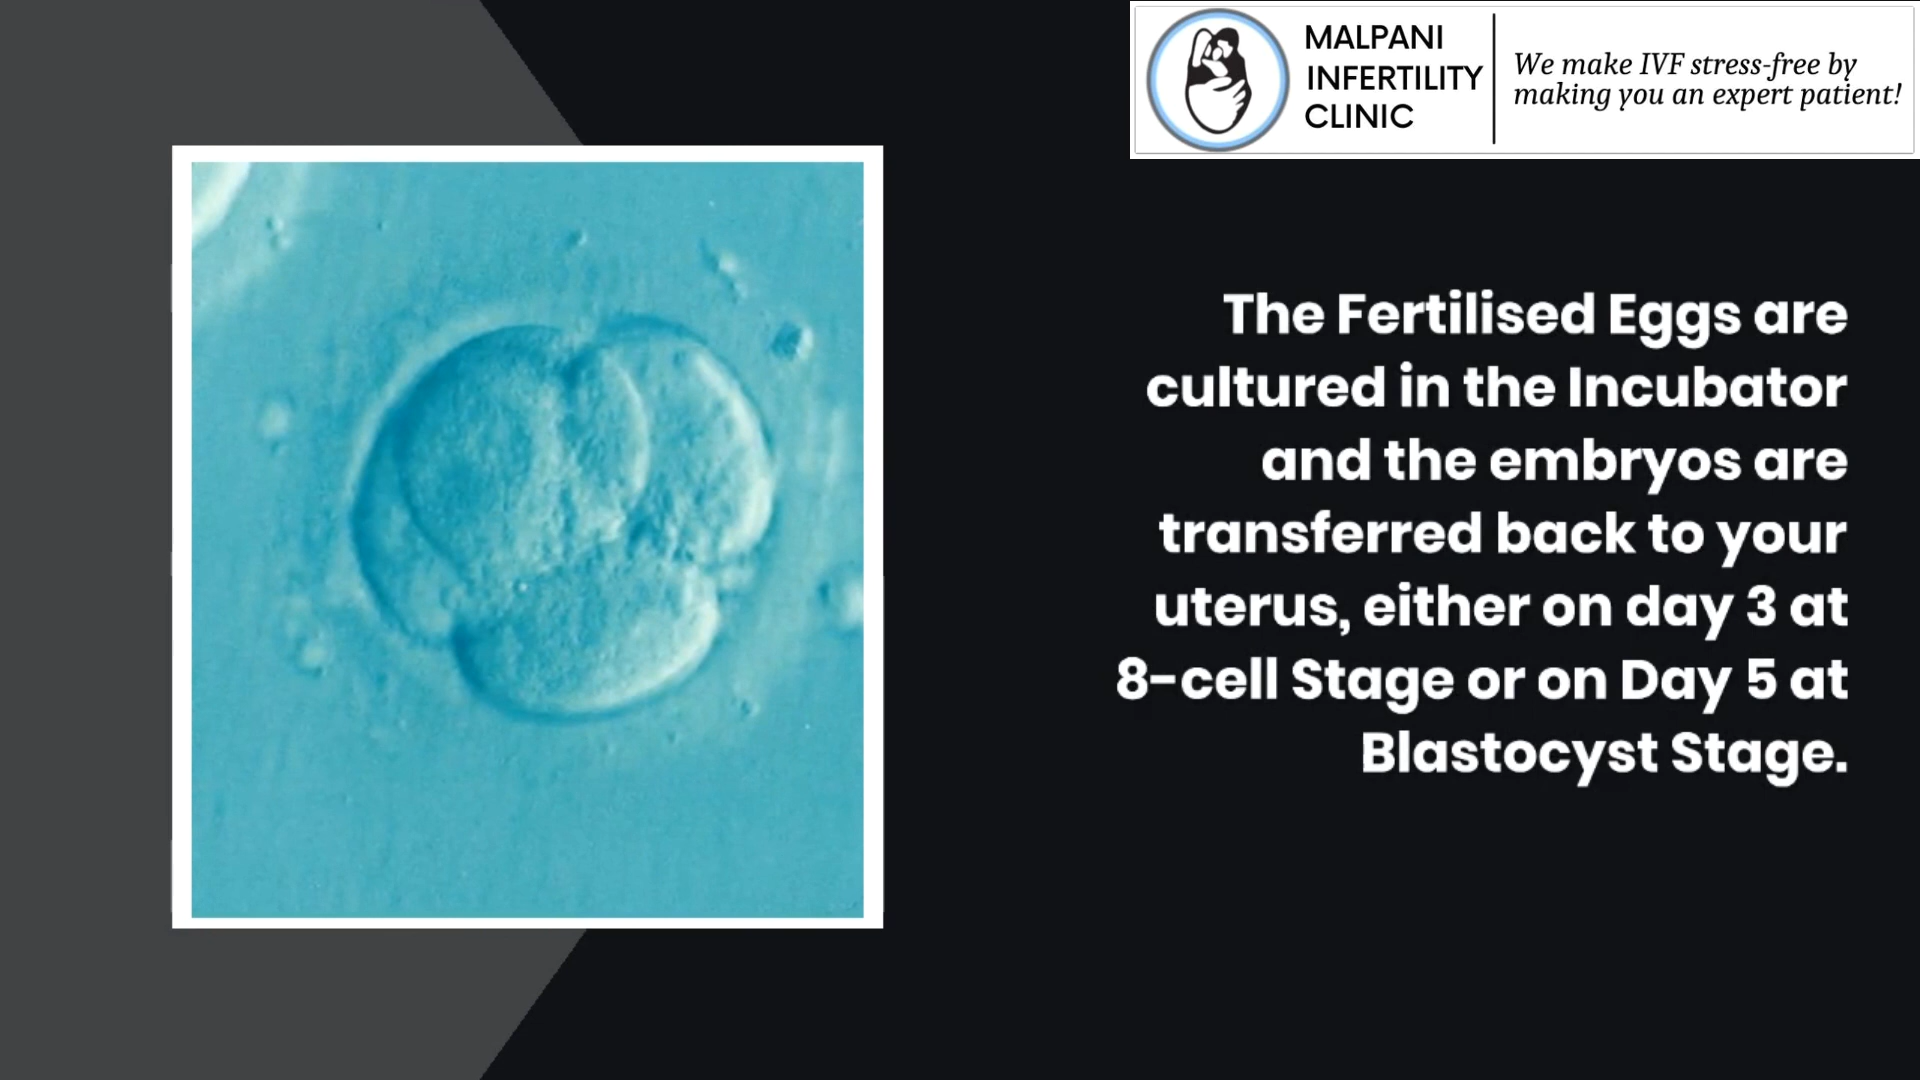 MALPANI
INFERTILITY
CLINIC
We make IVF stress-free by
making you an expert patient!
The Fertilised Eggs are
cultured in the Incubator
and the embryos are
transferred back to your
uterus, either on day 3 at
8-cell Stage or on Day 5 at
Blastocyst Stage.